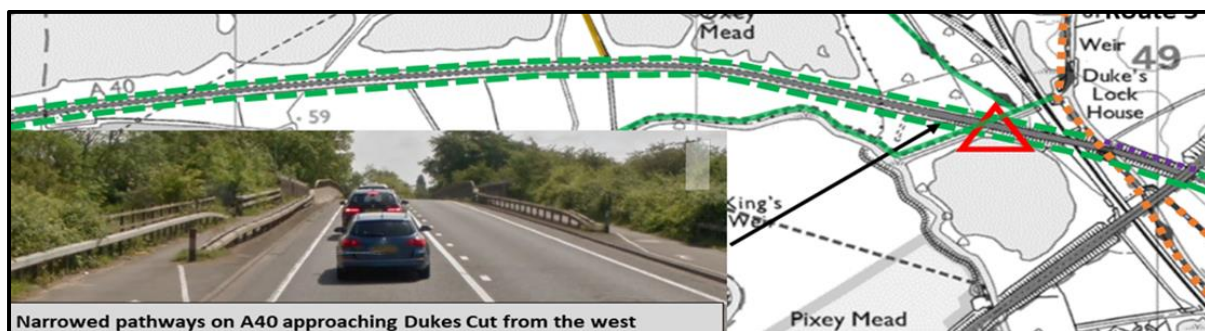 Oxey
Mead
Route 5
Weir
49
Duke's
Lock
House
A 40
59
King's
Weir
Narrowed pathways on A40 approaching Dukes Cut from the west
Pixey Mead